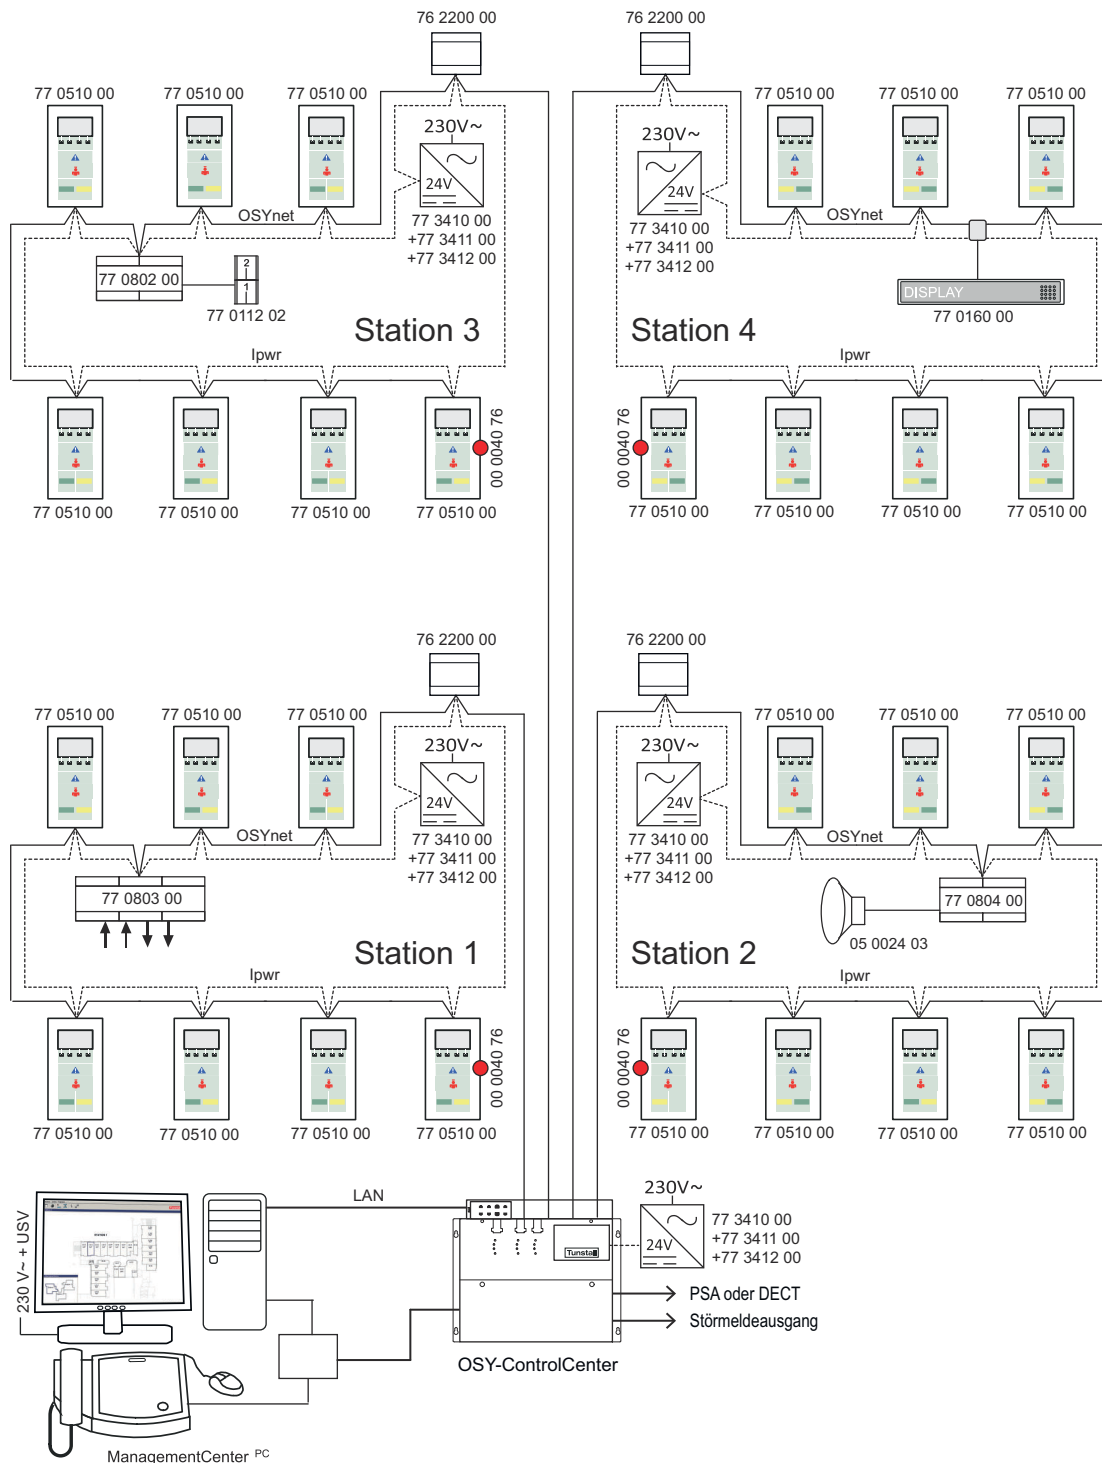 76 2200 00
76 2200 00
77 0510 00
77 0510 00
77 0510 00
77 0510 00
77 0510 00
77 0510 00
230V~
24V
77 3410 00
+77 3411 00
+77 3412 00
230V~
24V
77 3410 00
+77 3411 00
+77 3412 00
OSYnet
OSYnet
77 0802 00
2
1
77 0112 02
DISPLAY
77 0160 00
Station 3
Station 4
Ipwr
Ipwr
00 0040 76
00 0040 76
77 0510 00
77 0510 00
77 0510 00
77 0510 00
77 0510 00
77 0510 00
77 0510 00
77 0510 00
76 2200 00
76 2200 00
77 0510 00
77 0510 00
77 0510 00
77 0510 00
77 0510 00
77 0510 00
230V~
24V
77 3410 00
+77 3411 00
+77 3412 00
230V~
24V
77 3410 00
+77 3411 00
+77 3412 00
OSYnet
OSYnet
77 0803 00
77 0804 00
05 0024 03
Station 1
Station 2
Ipwr
Ipwr
00 0040 76
00 0040 76
77 0510 00
77 0510 00
77 0510 00
77 0510 00
77 0510 00
77 0510 00
77 0510 00
77 0510 00
230 V~ + USV
LAN
Tunstall
230V~
24V
77 3410 00
+77 3411 00
+77 3412 00
PSA oder DECT
Störmeldeausgang
OSY-ControlCenter
ManagementCenter PC